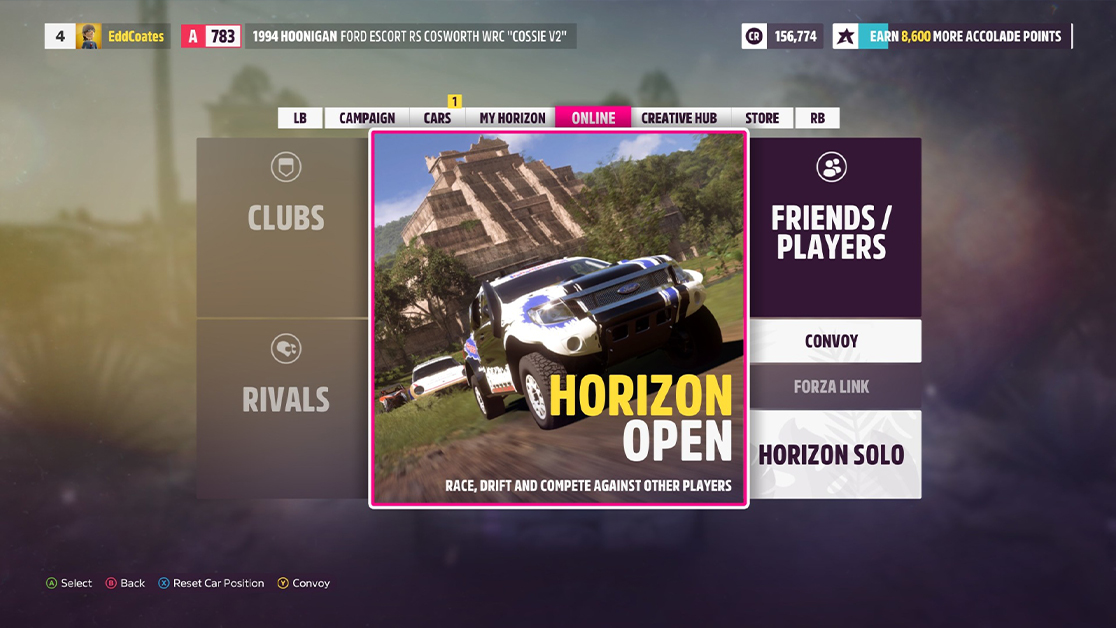 4 EddCoates A 783 1994 HOONIGAN FORD ESCORT RS COSWORTH WRC "COSSIE V2" CR 156,774 EARN 8,600 MORE ACCOLADE POINTS
1
LB CAMPAIGN CARS MY HORIZON ONLINE CREATIVE HUB STORE RB
CLUBS
RIVALS
Ford
HORIZON
OPEN
RACE, DRIFT AND COMPETE AGAINST OTHER PLAYERS
FRIENDS /
PLAYERS
CONVOY
FORZA LINK
HORIZON SOLO
A Select B Back X Reset Car Position Y Convoy